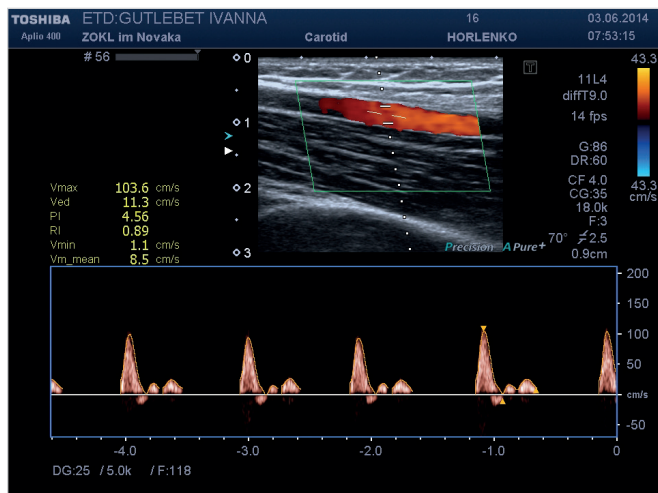 TOSHIBA ETD:GUTLEBET IVANNA 16 03.06.2014
Aplio 400 ZOKL im Novaka Carotid HORLENKO 07:53:15
# 56
0
1
2
3
T
43.3
11L4
diffT9.0
14 fps
G:86
DR:60
CF 4.0
CG:35
18.0k
F:3
70° 2.5
0.9cm
43.3
cm/s
Precision APure+
Vmax 103.6 cm/s
Ved 11.3 cm/s
PI 4.56
RI 0.89
Vmin 1.1 cm/s
Vm_mean 8.5 cm/s
200
150
100
50
cm/s
-50
-4.0 -3.0 -2.0 -1.0 0
DG:25 / 5.0k / F:118